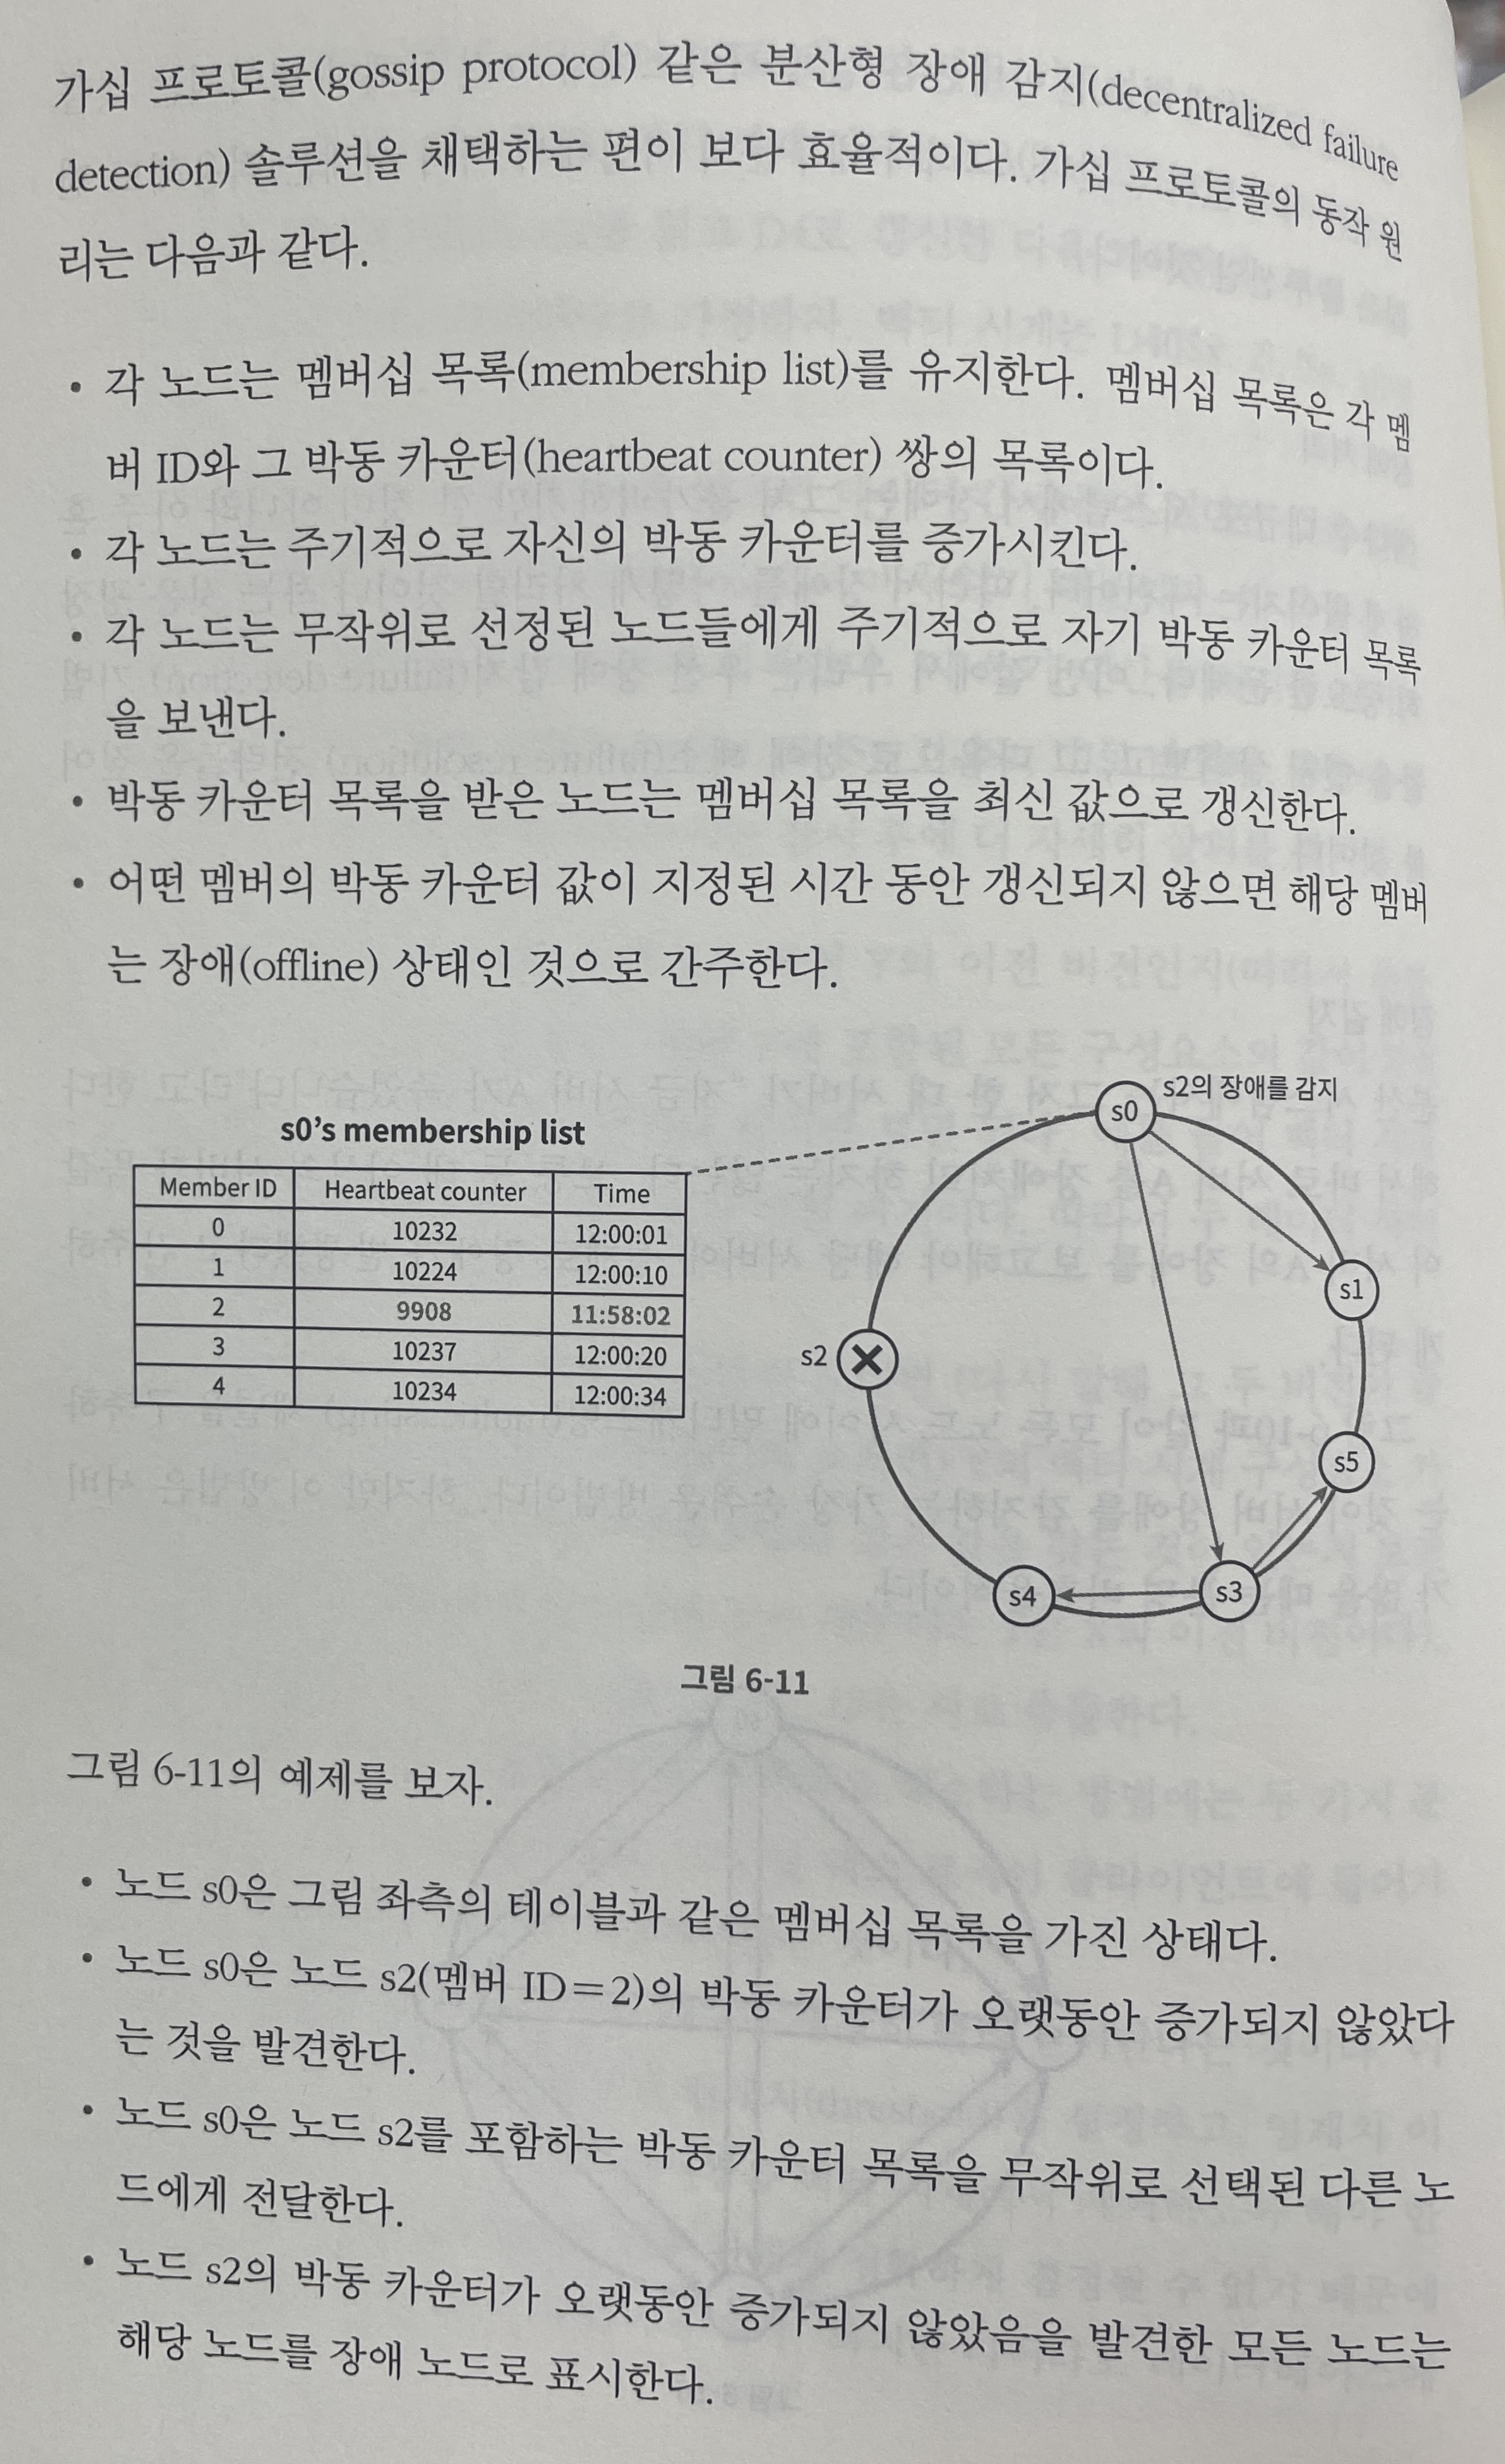 가십 프로토콜(gossip protocol) 같은 분산형 장애 감지(decentralized failure
detection) 솔루션을 채택하는 편이 보다 효율적이다. 가십 프로토콜의 동작 원
리는 다음과 같다.
• 각 노드는 멤버십 목록(membership list)를 유지한다. 멤버십 목록은 각 멤
버 ID와 그 박동 카운터(heartbeat counter) 쌍의 목록이다.
• 각 노드는 주기적으로 자신의 박동 카운터를 증가시킨다.
• 각 노드는 무작위로 선정된 노드들에게 주기적으로 자기 박동 카운터 목록
을 보낸다.
• 박동 카운터 목록을 받은 노드는 멤버십 목록을 최신 값으로 갱신한다.
• 어떤 멤버의 박동 카운터 값이 지정된 시간 동안 갱신되지 않으면 해당 멤버
는 장애(offline) 상태인 것으로 간주한다.
s0’s membership list
Member ID Heartbeat counter Time
0 10232 12:00:01
1 10224 12:00:10
2 9908 11:58:02
3 10237 12:00:20
4 10234 12:00:34
s0 s2의 장애를 감지
s1
s2
s5
s4 s3
그림 6-11
그림 6-11의 예제를 보자.
• 노드 s0은 그림 좌측의 테이블과 같은 멤버십 목록을 가진 상태다.
• 노드 s0은 노드 s2(멤버 ID=2)의 박동 카운터가 오랫동안 증가되지 않았다
는 것을 발견한다.
• 노드 s0은 노드 s2를 포함하는 박동 카운터 목록을 무작위로 선택된 다른 노
드에게 전달한다.
• 노드 s2의 박동 카운터가 오랫동안 증가되지 않았음을 발견한 모든 노드는
해당 노드를 장애 노드로 표시한다.